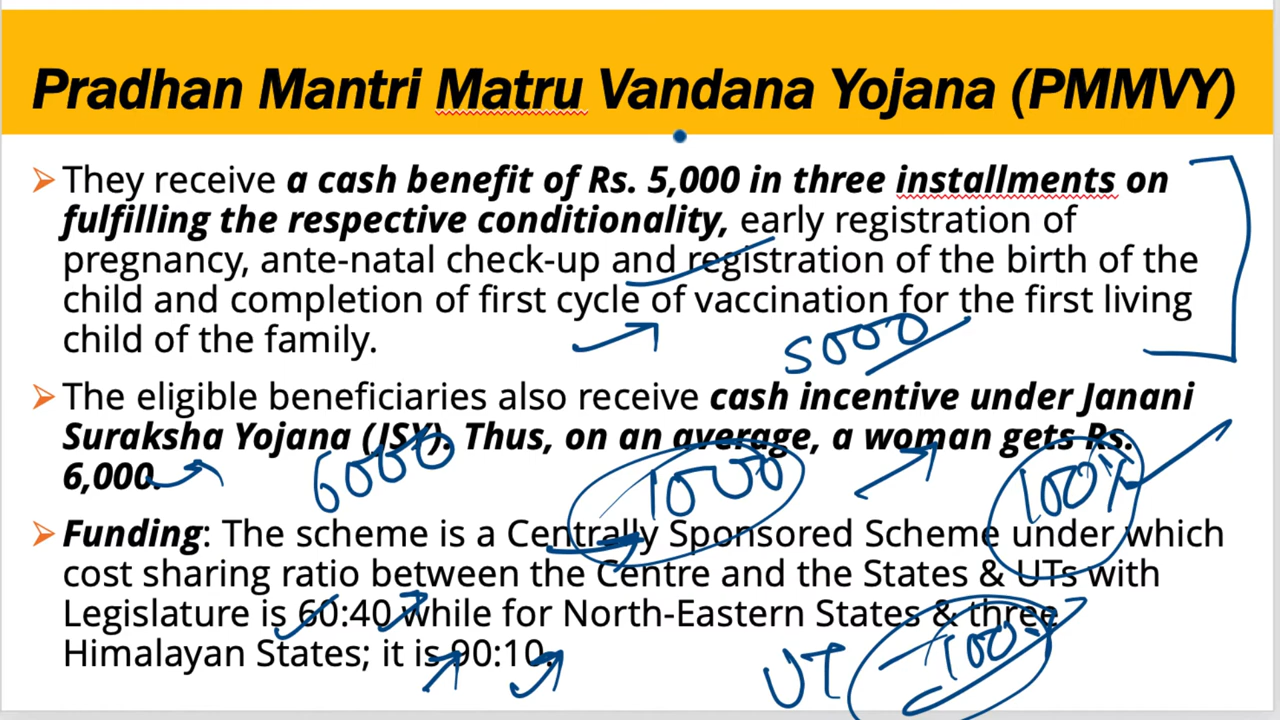 Pradhan Mantri Matru Vandana Yojana (PMMVY)
They receive a cash benefit of Rs. 5,000 in three installments on
fulfilling the respective conditionality, early registration of
pregnancy, ante-natal check-up and registration of the birth of the
child and completion of first cycle of vaccination for the first living
child of the family.
5000
The eligible beneficiaries also receive cash incentive under Janani
Suraksha Yojana (JSY). Thus, on an average, a woman gets Rs.
6,000.
6000
1000
100%
Funding: The scheme is a Centrally Sponsored Scheme under which
cost sharing ratio between the Centre and the States & UTs with
Legislature is 60:40 while for North-Eastern States & three
Himalayan States; it is 90:10.
UT
100%